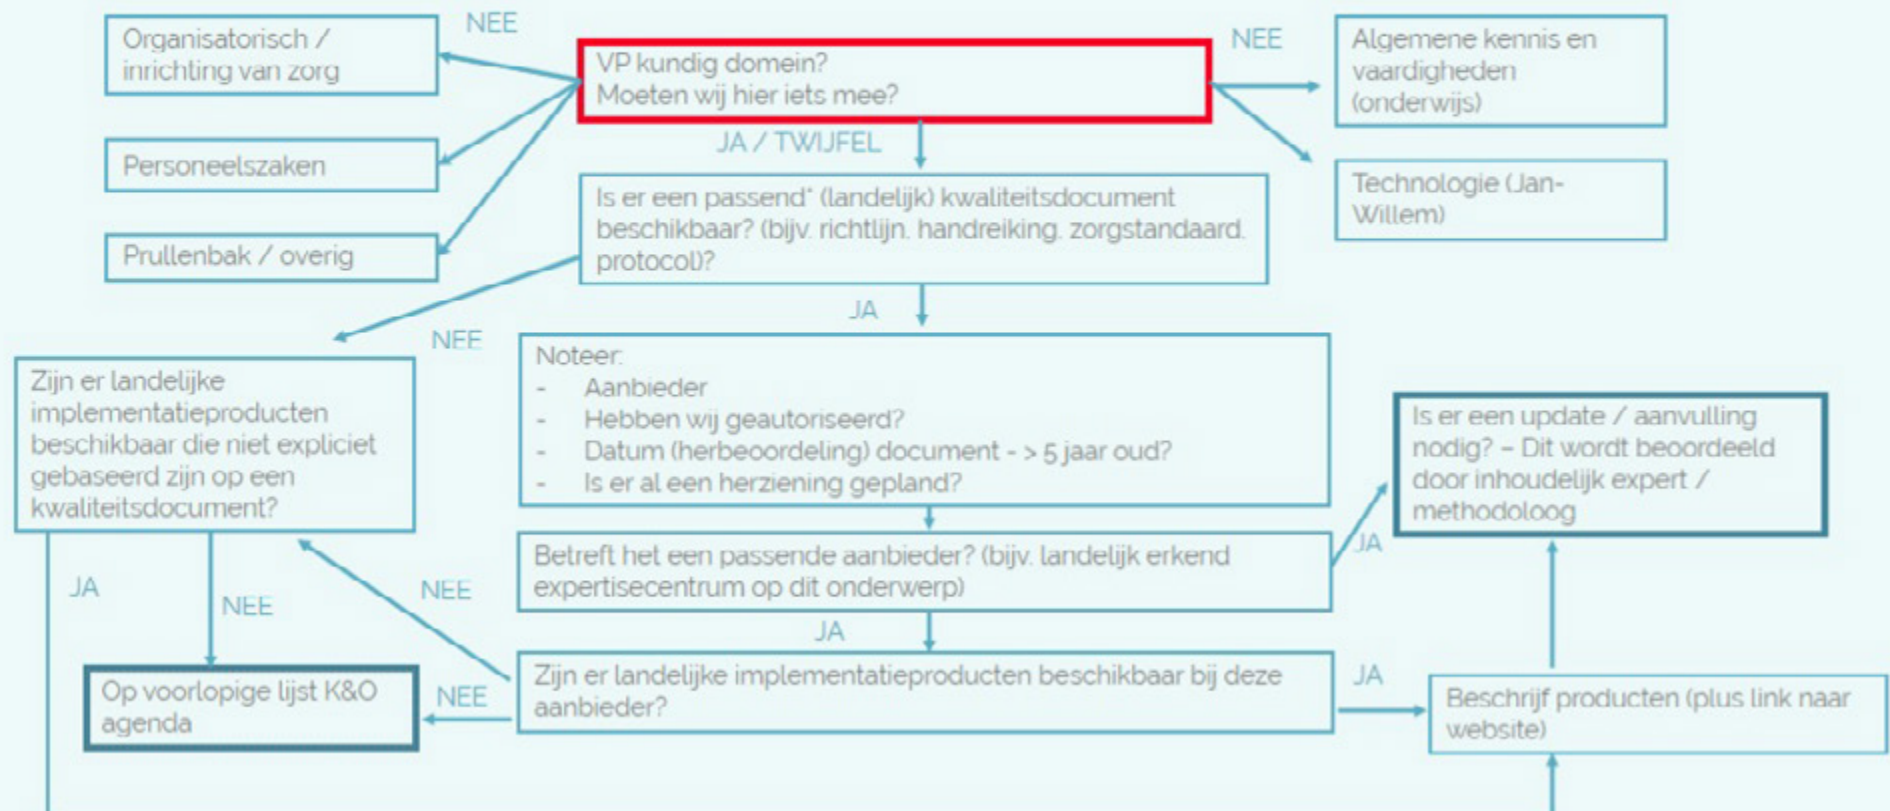 NEE
Organisatorisch /
inrichting van zorg
VP kundig domein?
Moeten wij hier iets mee?
NEE
Algemene kennis en
vaardigheden
(onderwijs)
Personeelszaken
JA / TWIJFEL
Technologie (Jan-
Willem)
Prullenbak / overig
Is er een passend* (landelijk) kwaliteitsdocument
beschikbaar? (bijv. richtlijn, handreiking, zorgstandaard,
protocol)?
JA
NEE
Zijn er landelijke
implementatieproducten
beschikbaar die niet expliciet
gebaseerd zijn op een
kwaliteitsdocument?
Noteer:
- Aanbieder
- Hebben wij geautoriseerd?
- Datum (herbeoordeling) document - > 5 jaar oud?
- Is er al een herziening gepland?
Is er een update / aanvulling
nodig? – Dit wordt beoordeeld
door inhoudelijk expert /
methodoloog
Betreft het een passende aanbieder? (bijv. landelijk erkend
expertisecentrum op dit onderwerp)
JA
JA
NEE
NEE
JA
Op voorlopige lijst K&O
agenda
NEE
Zijn er landelijke implementatieproducten beschikbaar bij deze
aanbieder?
JA
Beschrijf producten (plus link naar
website)